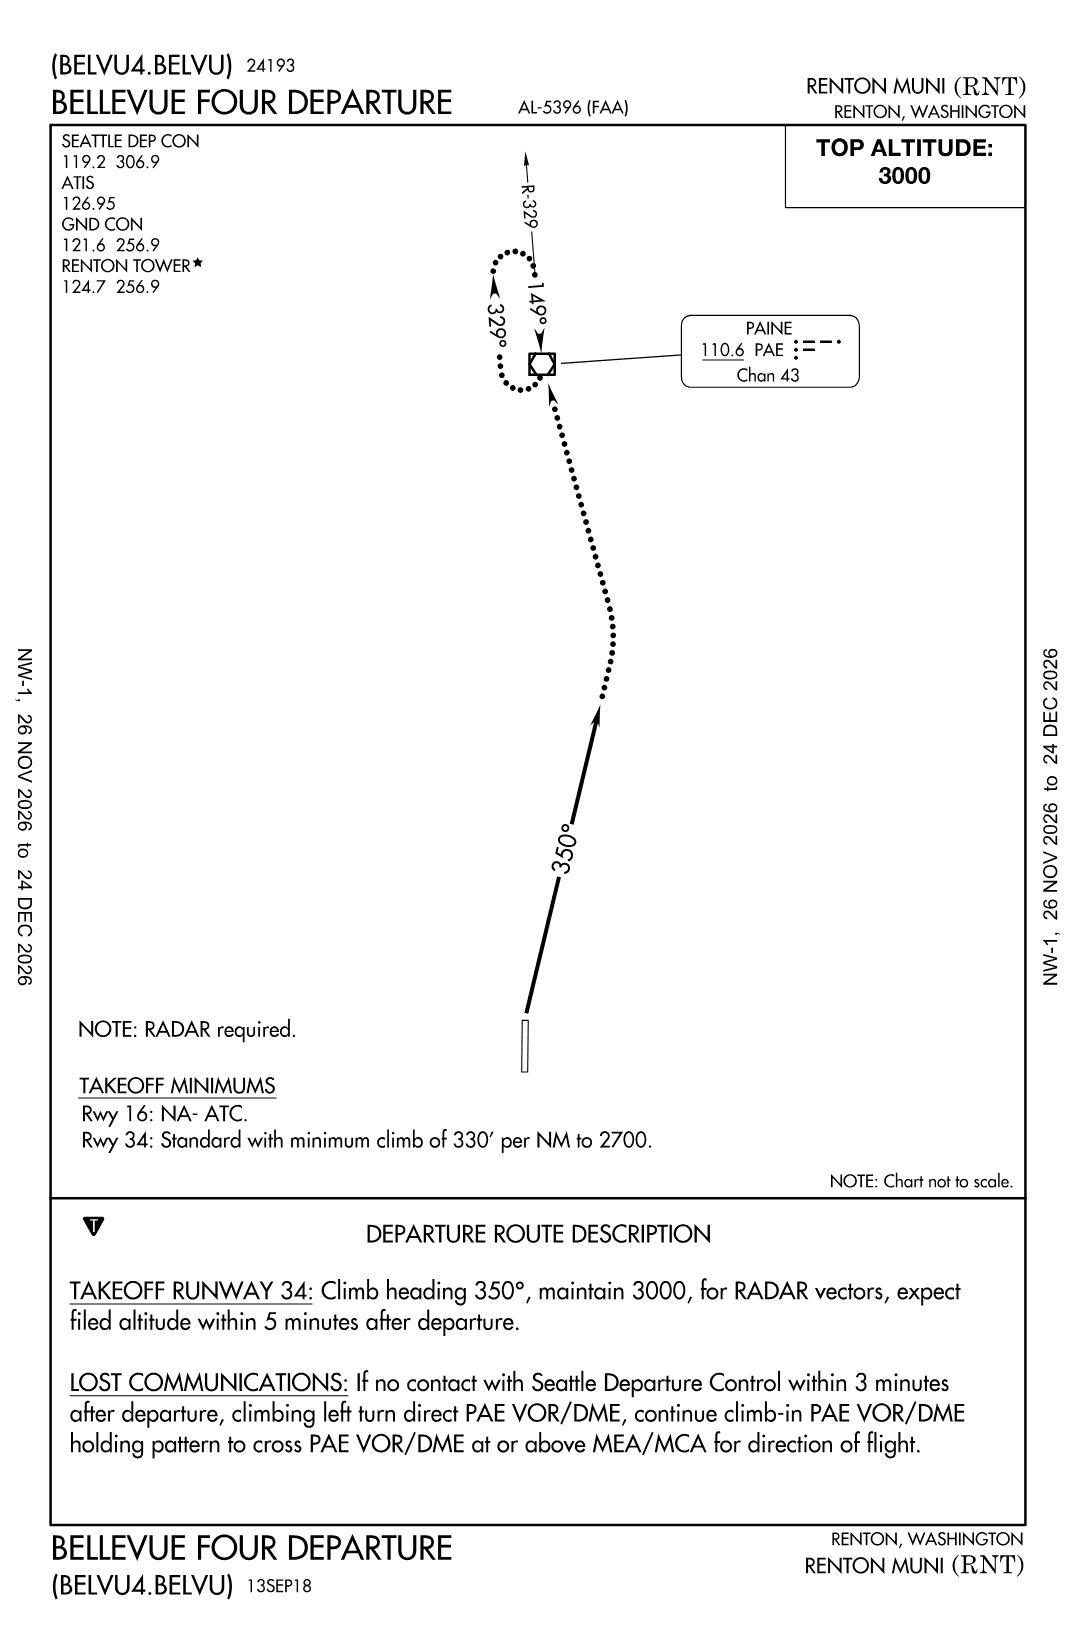 (BELVU4.BELVU) 24193
BELLEVUE FOUR DEPARTURE
AL-5396 (FAA)
RENTON MUNI (RNT)
RENTON, WASHINGTON
SEATTLE DEP CON
119.2 306.9
ATIS
126.95
GND CON
121.6 256.9
RENTON TOWER★
124.7 256.9
TOP ALTITUDE:
3000
R-329
149°
329°
PAINE
110.6 PAE
Chan 43
350°
NW-1, 26 NOV 2026 to 24 DEC 2026
NW-1, 26 NOV 2026 to 24 DEC 2026
NOTE: RADAR required.
TAKEOFF MINIMUMS
Rwy 16: NA- ATC.
Rwy 34: Standard with minimum climb of 330’ per NM to 2700.
NOTE: Chart not to scale.
T
DEPARTURE ROUTE DESCRIPTION
TAKEOFF RUNWAY 34: Climb heading 350°, maintain 3000, for RADAR vectors, expect
filed altitude within 5 minutes after departure.
LOST COMMUNICATIONS: If no contact with Seattle Departure Control within 3 minutes
after departure, climbing left turn direct PAE VOR/DME, continue climb-in PAE VOR/DME
holding pattern to cross PAE VOR/DME at or above MEA/MCA for direction of flight.
BELLEVUE FOUR DEPARTURE
(BELVU4.BELVU) 13SEP18
RENTON, WASHINGTON
RENTON MUNI (RNT)